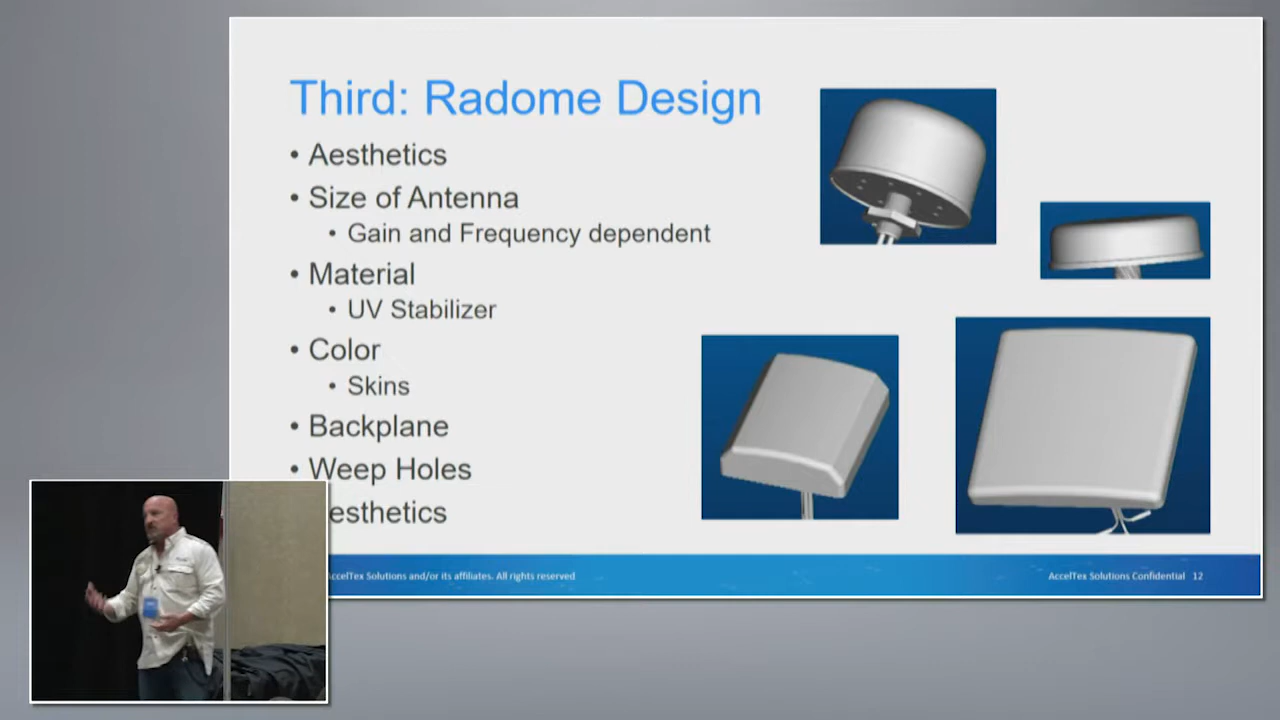 Third: Radome Design
• Aesthetics
• Size of Antenna
• Gain and Frequency dependent
• Material
• UV Stabilizer
• Color
• Skins
• Backplane
• Weep Holes
esthetics
AccelTex Solutions and/or its affiliates. All rights reserved
AccelTex Solutions Confidential 12